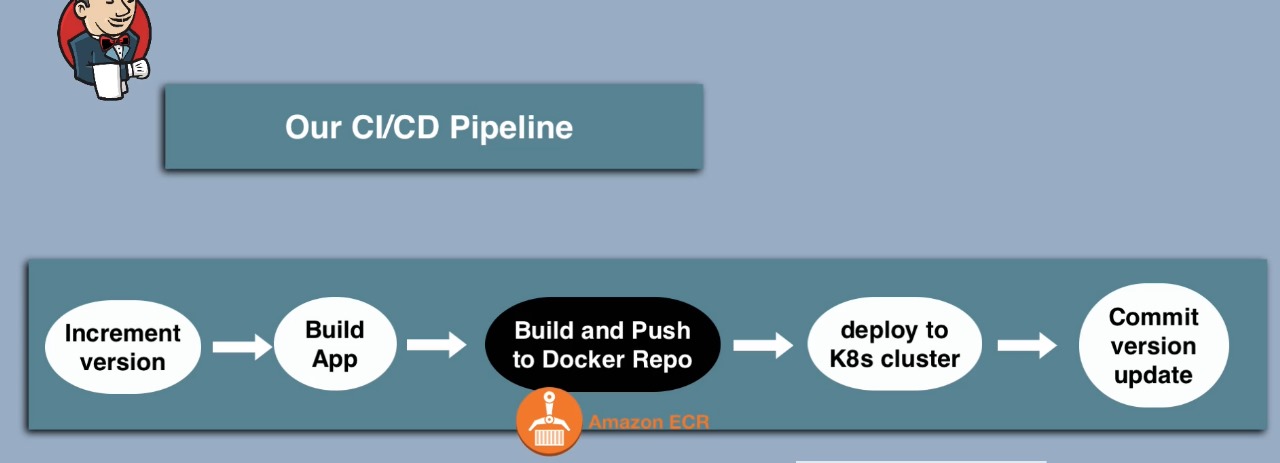 Our CI/CD Pipeline
Increment
version
Build
App
Build and Push
to Docker Repo
deploy to
K8s cluster
Commit
version
update
Amazon ECR